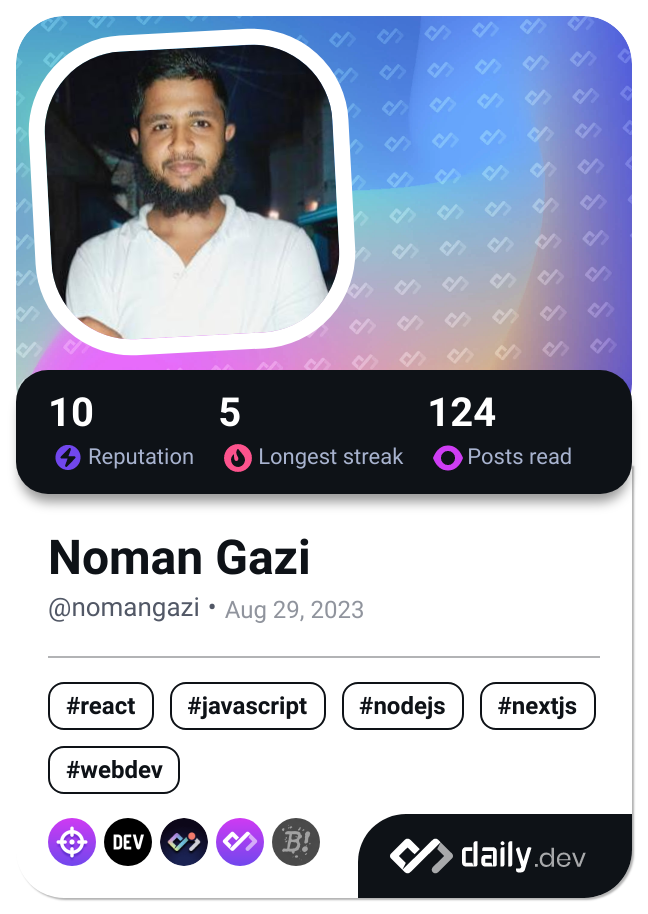 10 5 124
Reputation Longest streak Posts read
Noman Gazi
@nomangazi • Aug 29, 2023
#react #javascript #nodejs #nextjs
#webdev
DEV B!
daily.dev